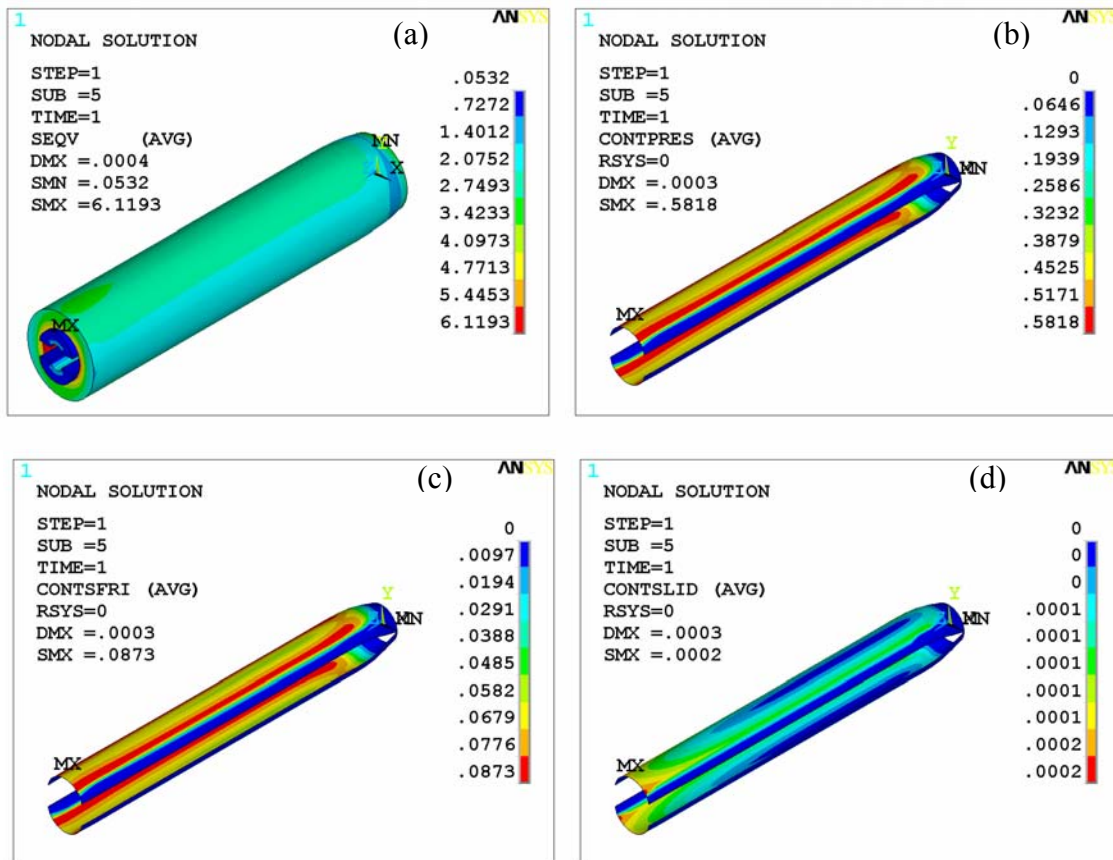 1
ANSYS
(a)
NODAL SOLUTION
STEP=1
SUB =5
TIME=1
SEQV (AVG)
DMX =.0004
SMN =.0532
SMX =6.1193
MN
Y
X
MX
.0532
.7272
1.4012
2.0752
2.7493
3.4233
4.0973
4.7713
5.4453
6.1193
1
ANSYS
(b)
NODAL SOLUTION
STEP=1
SUB =5
TIME=1
CONTPRES (AVG)
RSYS=0
DMX =.0003
SMX =.5818
Y
MN
MX
0
.0646
.1293
.1939
.2586
.3232
.3879
.4525
.5171
.5818
1
ANSYS
(c)
NODAL SOLUTION
STEP=1
SUB =5
TIME=1
CONTSFRI (AVG)
RSYS=0
DMX =.0003
SMX =.0873
Y
MN
MX
0
.0097
.0194
.0291
.0388
.0485
.0582
.0679
.0776
.0873
1
ANSYS
(d)
NODAL SOLUTION
STEP=1
SUB =5
TIME=1
CONTSLID (AVG)
RSYS=0
DMX =.0003
SMX =.0002
Y
MN
MX
0
0
0
.0001
.0001
.0001
.0001
.0001
.0002
.0002